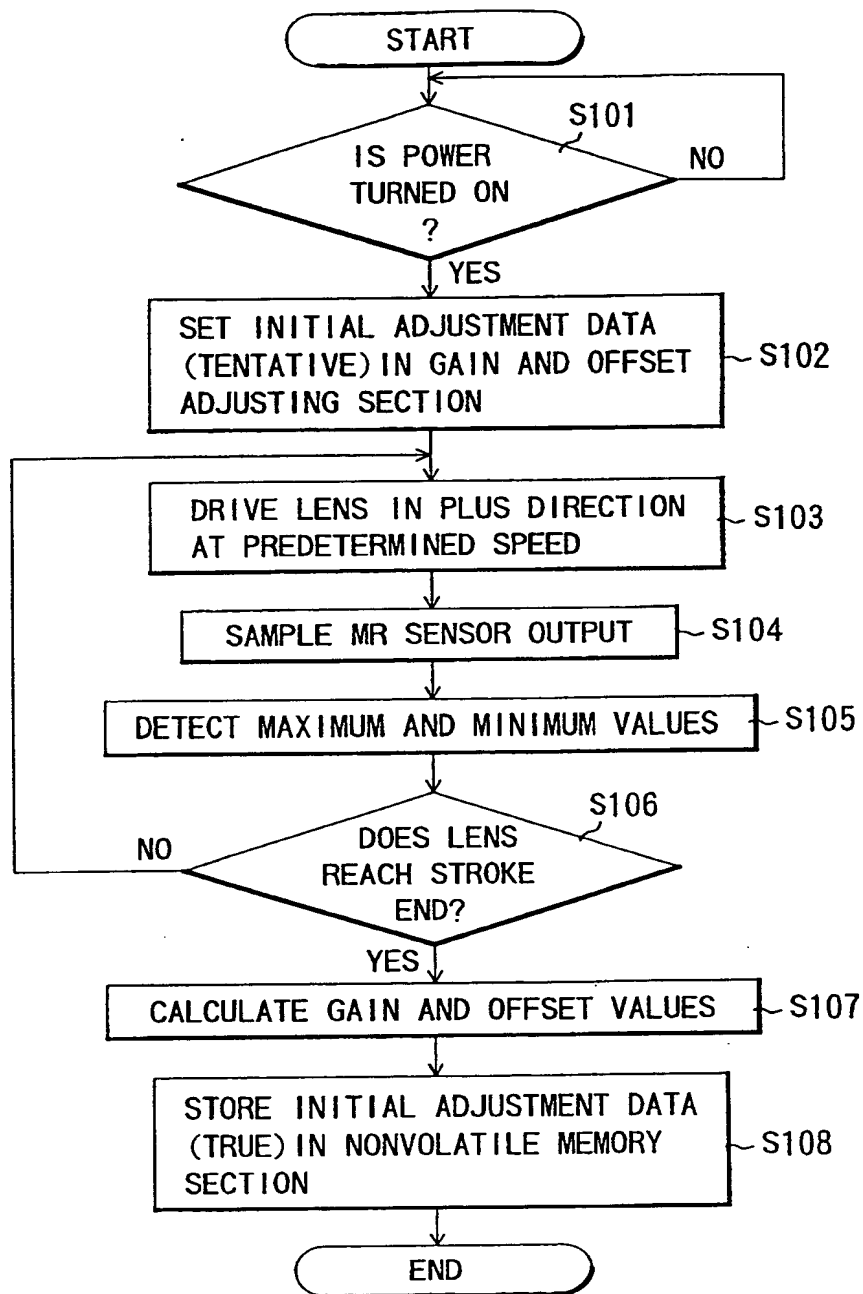 START
S101
IS POWER
TURNED ON
?
NO
YES
SET INITIAL ADJUSTMENT DATA
(TENTATIVE) IN GAIN AND OFFSET
ADJUSTING SECTION
S102
DRIVE LENS IN PLUS DIRECTION
AT PREDETERMINED SPEED
S103
SAMPLE MR SENSOR OUTPUT
S104
DETECT MAXIMUM AND MINIMUM VALUES
S105
S106
DOES LENS
REACH STROKE
END?
NO
YES
CALCULATE GAIN AND OFFSET VALUES
S107
STORE INITIAL ADJUSTMENT DATA
(TRUE) IN NONVOLATILE MEMORY
SECTION
S108
END